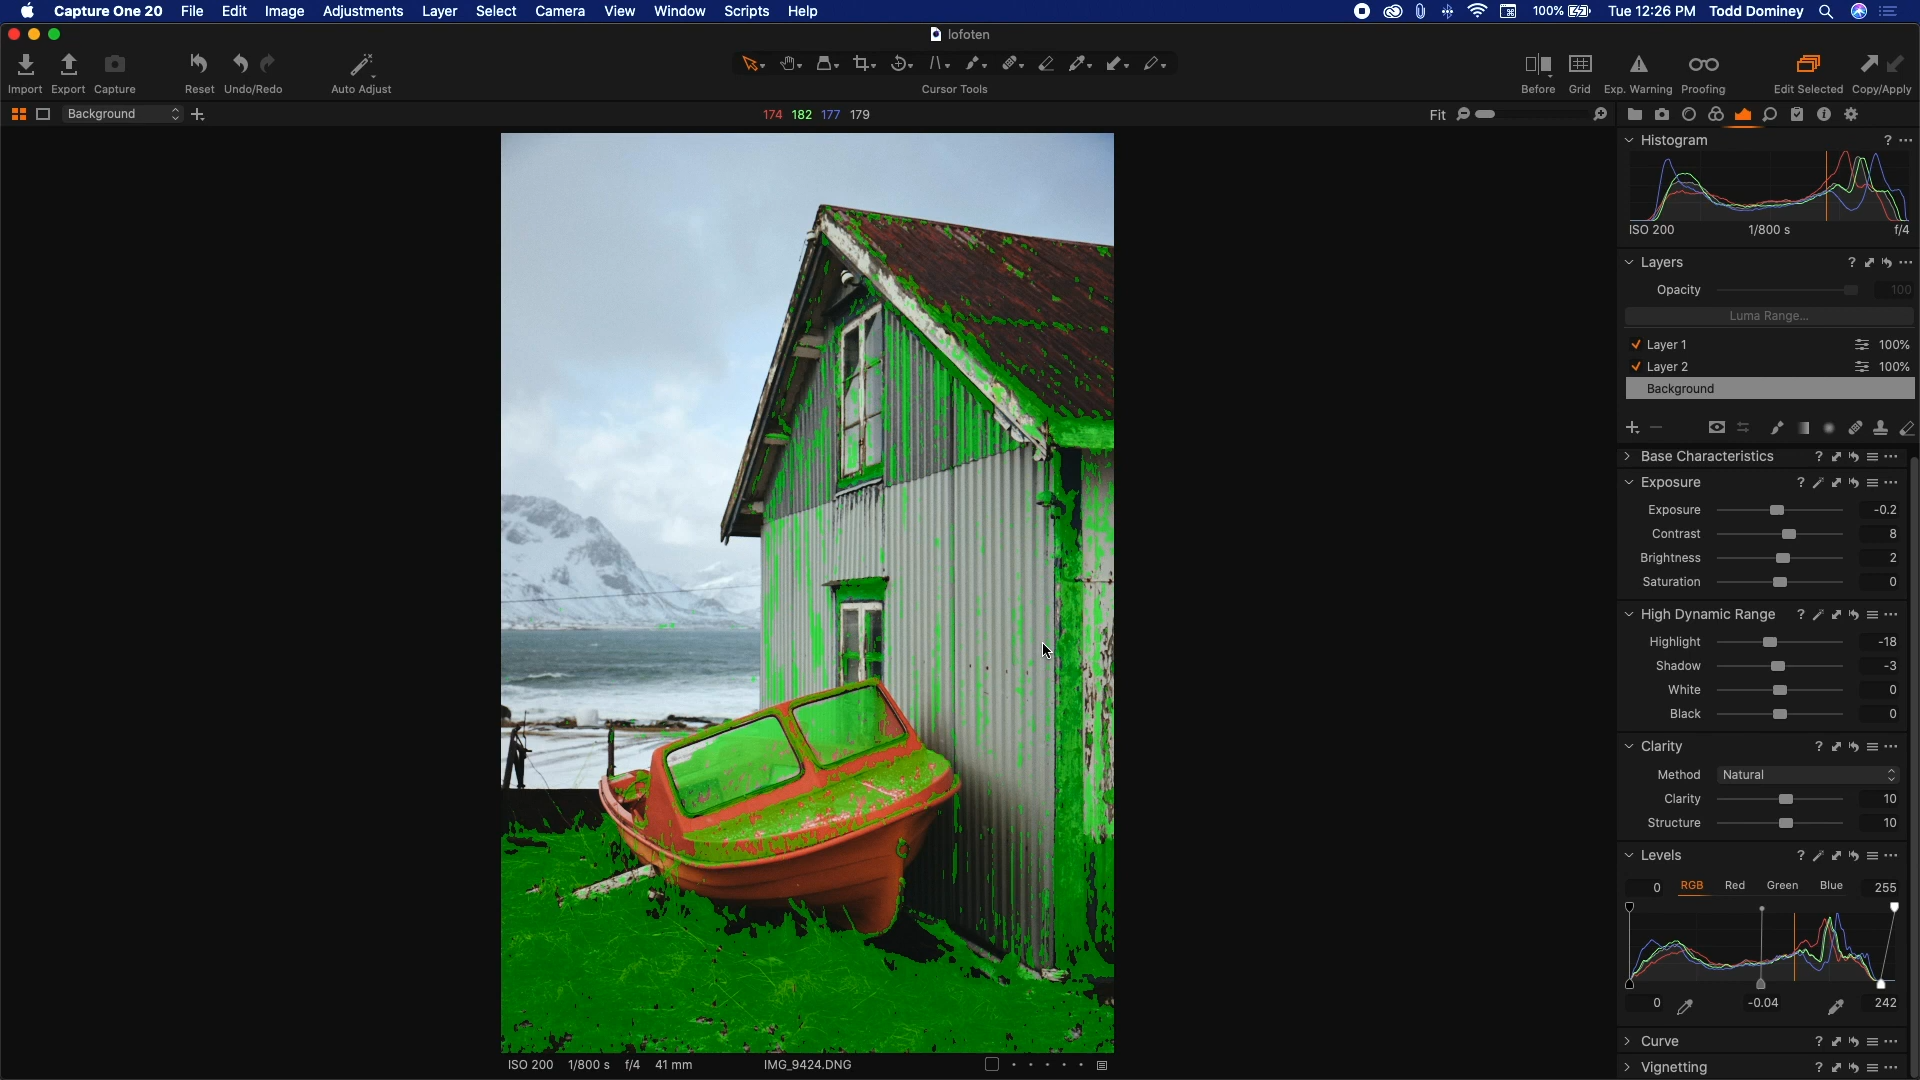 Capture One 20 File Edit Image Adjustments Layer Select Camera View Window Scripts Help 100% Tue 12:26 PM Todd Dominey
lofoten
Import Export Capture Reset Undo/Redo Auto Adjust Cursor Tools Before Grid Exp. Warning Proofing Edit Selected Copy/Apply
Background 174 182 177 179 Fit
Histogram ?
ISO 200 1/800 s f/4
Layers ?
Opacity 100
Luma Range...
Layer 1 100%
Layer 2 100%
Background
Base Characteristics ?
Exposure ?
Exposure -0.2
Contrast 8
Brightness 2
Saturation 0
High Dynamic Range ?
Highlight -18
Shadow -3
White 0
Black 0
Clarity ?
Method Natural
Clarity 10
Structure 10
Levels ?
0 RGB Red Green Blue 255
0 -0.04 242
Curve ?
Vignetting ?
ISO 200 1/800 s f/4 41 mm IMG_9424.DNG